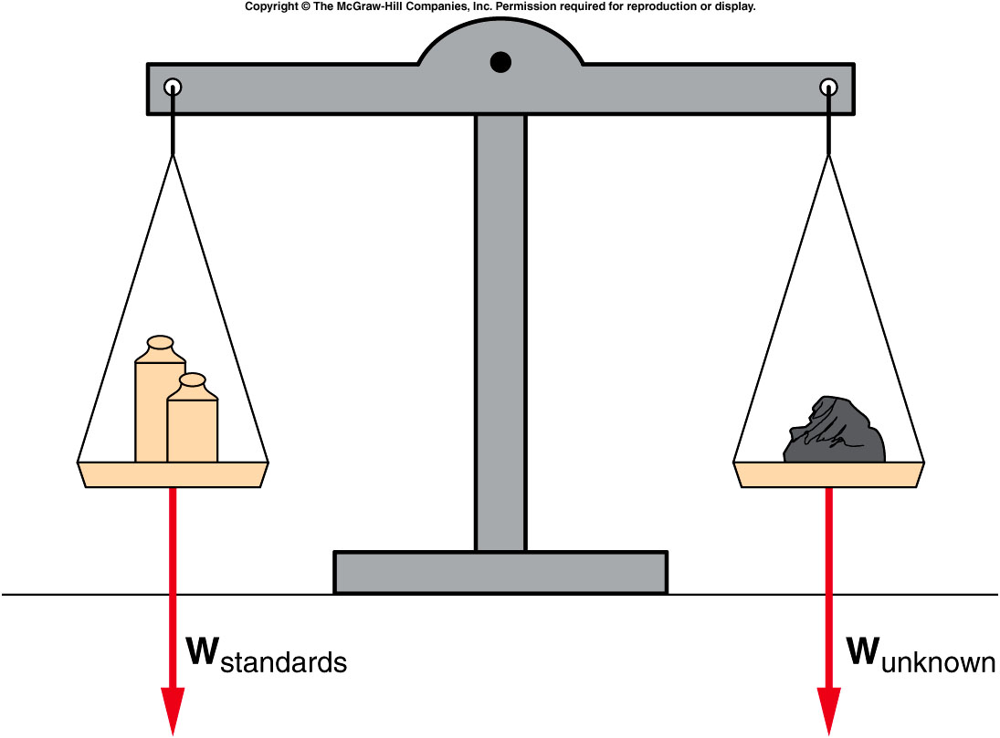 Copyright © The McGraw-Hill Companies, Inc. Permission required for reproduction or display.
Wstandards
Wunknown